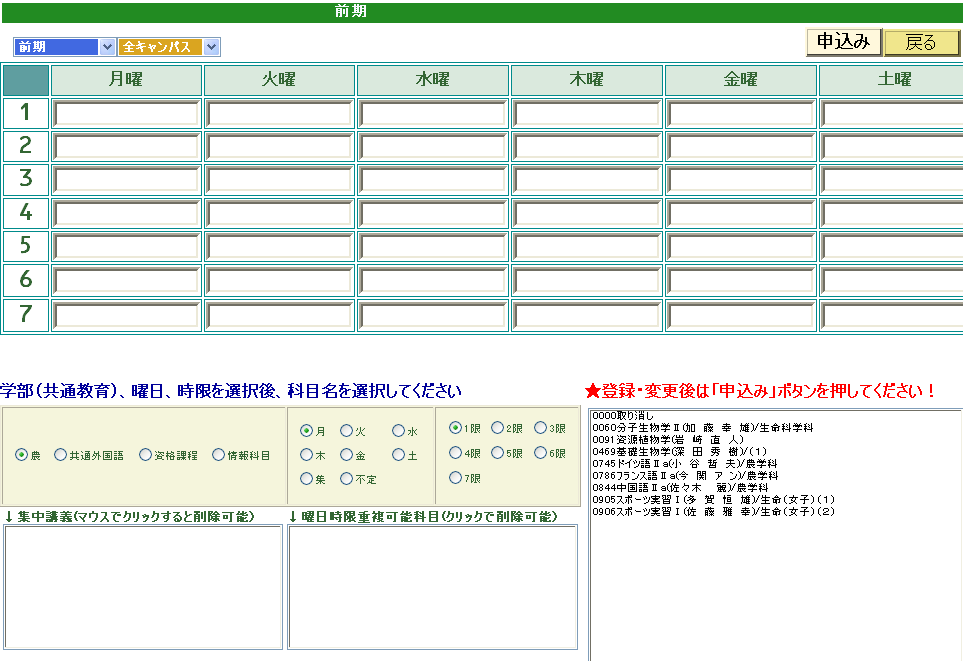 前期
前期 全キャンパス 申込み 戻る
月曜 火曜 水曜 木曜 金曜 土曜
1
2
3
4
5
6
7
学部(共通教育)、曜日、時限を選択後、科目名を選択してください
★登録・変更後は「申込み」ボタンを押してください!
農 共通外国語 資格課程 情報科目
月 火 水
木 金 土
集 不定
1限 2限 3限
4限 5限 6限
7限
↓集中講義(マウスでクリックすると削除可能)
↓曜日時限重複可能科目(クリックで削除可能)
0000取り消し
0060分子生物学Ⅱ(加 藤 幸 雄)/生命科学科
0091資源植物学(岩 崎 直 人)
0469基礎生物学(深 田 秀 樹)/(1)
0745ドイツ語Ⅱa(小 谷 哲 夫)/農学科
0786フランス語Ⅱa(今 関 ア ン)/農学科
0844中国語Ⅱa(佐々木 )/農学科
0905スポーツ実習Ⅰ(多 賀 恒 雄)/生命(女子)(1)
0906スポーツ実習Ⅰ(佐 藤 雅 幸)/生命(女子)(2)